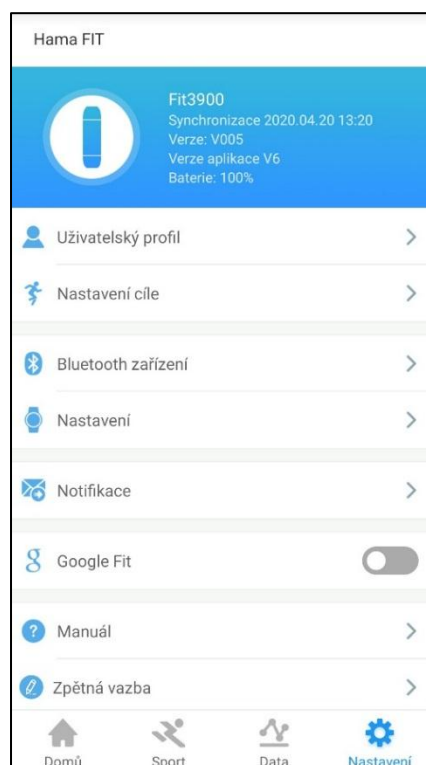 Hama FIT
Fit3900
Synchronizace 2020.04.20 13:20
Verze: V005
Verze aplikace V6
Baterie: 100%
Uživatelský profil
Nastavení cíle
Bluetooth zařízení
Nastavení
Notifikace
Google Fit
Manuál
Zpětná vazba
Domů Sport Data Nastavení